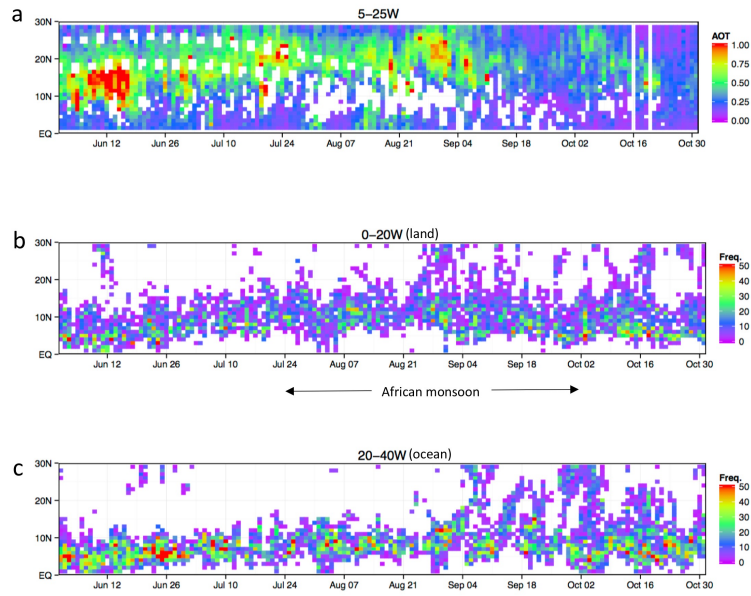 a
5–25W
30N
20N
10N
EQ
Jun 12 Jun 26 Jul 10 Jul 24 Aug 07 Aug 21 Sep 04 Sep 18 Oct 02 Oct 16 Oct 30
AOT
1.00
0.75
0.50
0.25
0.00
b
0–20W (land)
30N
20N
10N
EQ
Jun 12 Jun 26 Jul 10 Jul 24 Aug 07 Aug 21 Sep 04 Sep 18 Oct 02 Oct 16 Oct 30
Freq.
50
40
30
20
10
0
African monsoon
c
20–40W (ocean)
30N
20N
10N
EQ
Jun 12 Jun 26 Jul 10 Jul 24 Aug 07 Aug 21 Sep 04 Sep 18 Oct 02 Oct 16 Oct 30
Freq.
50
40
30
20
10
0